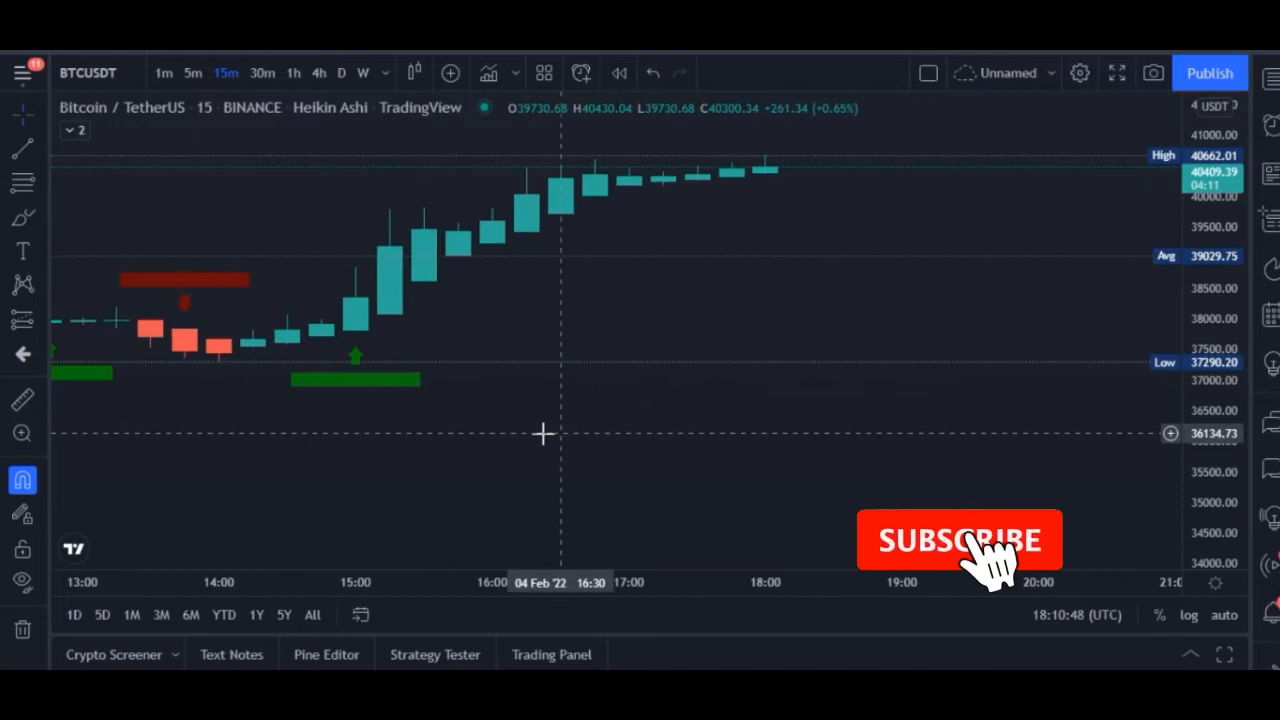 11
BTCUSDT 1m 5m 15m 30m 1h 4h D W Unnamed Publish
Bitcoin / TetherUS · 15 · BINANCE · Heikin Ashi · TradingView O39730.68 H40430.04 L39730.68 C40300.34 +261.34 (+0.65%)
USDT
2
41000.00
High 40662.01
40409.39
04:11
40000.00
39500.00
Avg 39029.75
38500.00
38000.00
37500.00
Low 37290.20
37000.00
36500.00
36134.73
35500.00
35000.00
34500.00
34000.00
SUBSCRIBE
13:00 14:00 15:00 16:00 04 Feb '22 16:30 17:00 18:00 19:00 20:00
1D 5D 1M 3M 6M YTD 1Y 5Y All 18:10:48 (UTC) % log auto
Crypto Screener Text Notes Pine Editor Strategy Tester Trading Panel